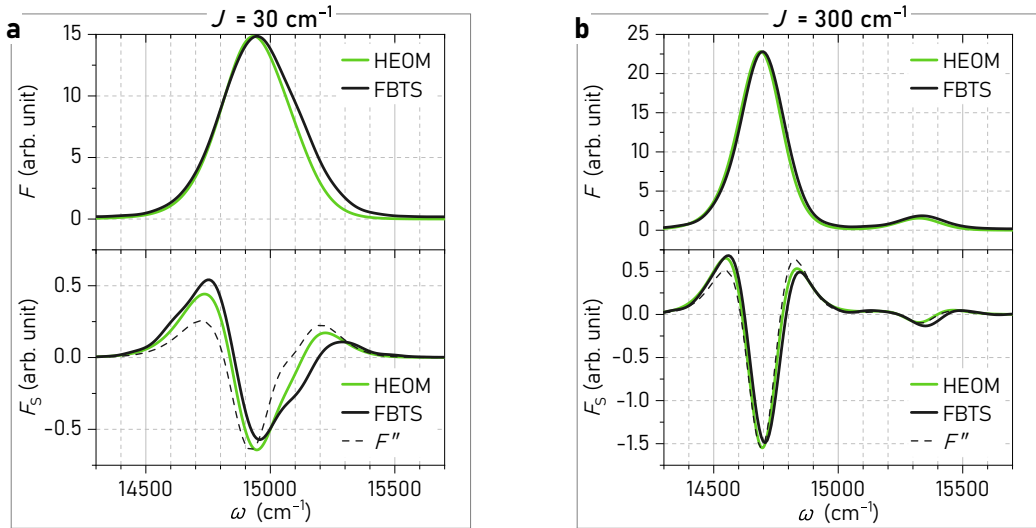 a
J = 30 cm⁻¹
15
10
5
0
F (arb. unit)
HEOM
FBTS
0.5
0.0
-0.5
F_S (arb. unit)
HEOM
FBTS
F″
14500
15000
15500
ω (cm⁻¹)
b
J = 300 cm⁻¹
25
20
15
10
5
0
F (arb. unit)
HEOM
FBTS
0.5
0.0
-0.5
-1.0
-1.5
F_S (arb. unit)
HEOM
FBTS
F″
14500
15000
15500
ω (cm⁻¹)